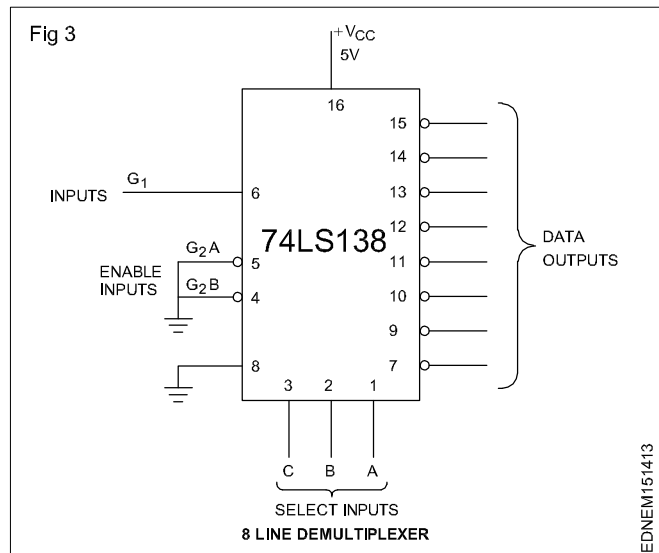 Fig 3
+VCC
5V
16
15
14
13
12
11
10
9
7
G1
INPUTS
6
74LS138
G2A
5
ENABLE
INPUTS
G2B
4
8
DATA
OUTPUTS
3 2 1
C B A
SELECT INPUTS
8 LINE DEMULTIPLEXER
EDNEM151413